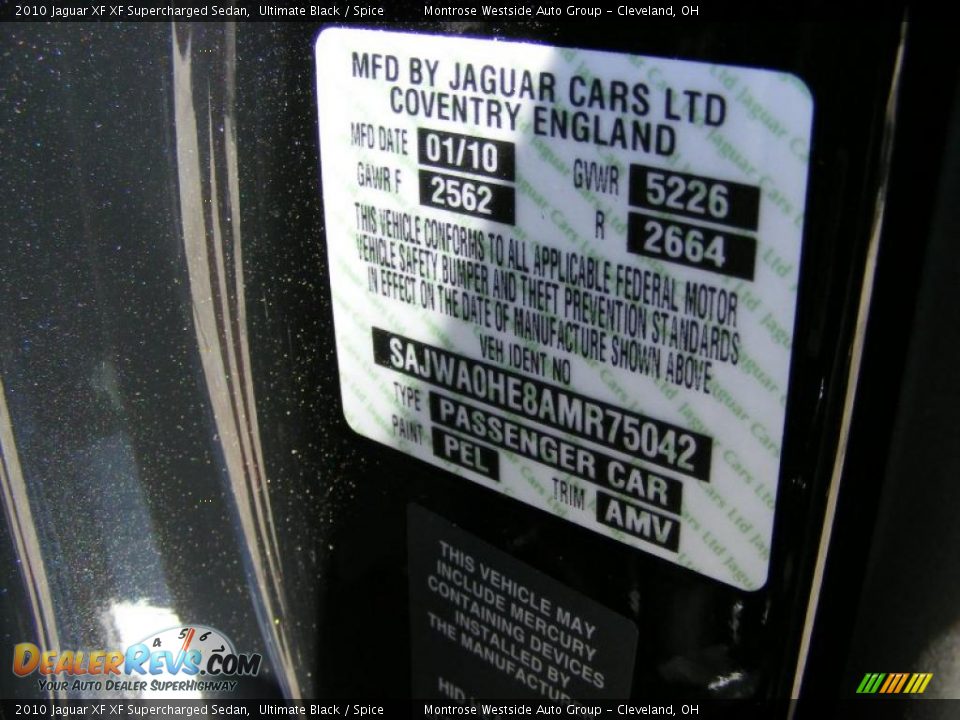 2010 Jaguar XF XF Supercharged Sedan, Ultimate Black / Spice Montrose Westside Auto Group - Cleveland, OH
MFD BY JAGUAR CARS LTD
COVENTRY ENGLAND
MFD DATE 01/10 GVWR 5226
GAWR F 2562 R 2664
THIS VEHICLE CONFORMS TO ALL APPLICABLE FEDERAL MOTOR
VEHICLE SAFETY BUMPER AND THEFT PREVENTION STANDARDS
IN EFFECT ON THE DATE OF MANUFACTURE SHOWN ABOVE
VEH IDENT NO
SAJWA0HE8AMR75042
TYPE PASSENGER CAR
PAINT PEL TRIM AMV
THIS VEHICLE MAY
INCLUDE MERCURY
CONTAINING DEVICES
INSTALLED BY
THE MANUFACTUR
HID
4 5 6
DealerRevs.com
Your Auto Dealer SuperHighway
2010 Jaguar XF XF Supercharged Sedan, Ultimate Black / Spice Montrose Westside Auto Group - Cleveland, OH